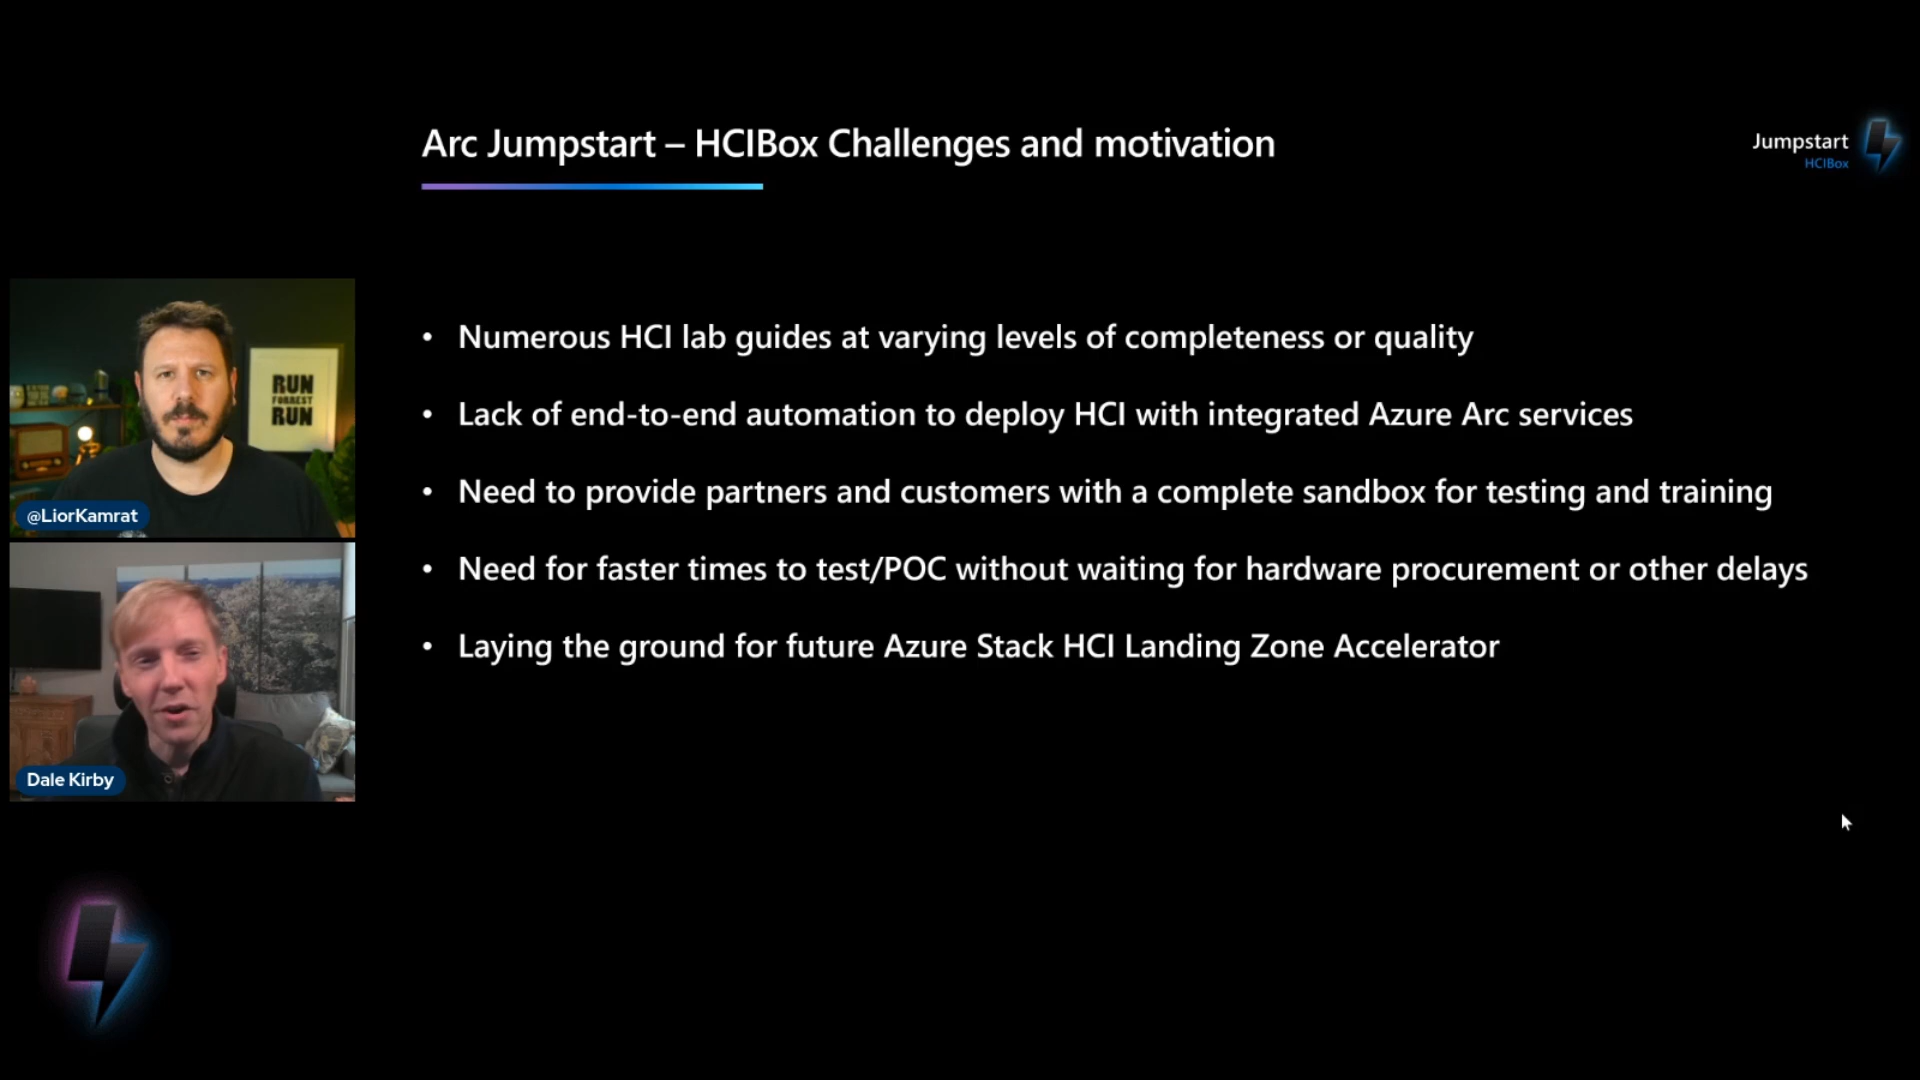 Arc Jumpstart – HCIBox Challenges and motivation
Jumpstart
HCIBox
RUN
FORREST
RUN
@LiorKamrat
Dale Kirby
• Numerous HCI lab guides at varying levels of completeness or quality
• Lack of end-to-end automation to deploy HCI with integrated Azure Arc services
• Need to provide partners and customers with a complete sandbox for testing and training
• Need for faster times to test/POC without waiting for hardware procurement or other delays
• Laying the ground for future Azure Stack HCI Landing Zone Accelerator